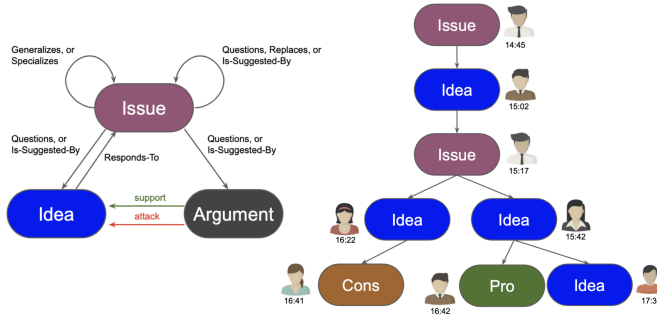 Generalizes, or
Specializes
Questions, Replaces, or
Is-Suggested-By
Issue
Questions, or
Is-Suggested-By
Responds-To
Questions, or
Is-Suggested-By
support
attack
Idea
Argument
Issue
14:45
Idea
15:02
Issue
15:17
Idea
16:22
Idea
15:42
Cons
16:41
Pro
16:42
Idea
17:3